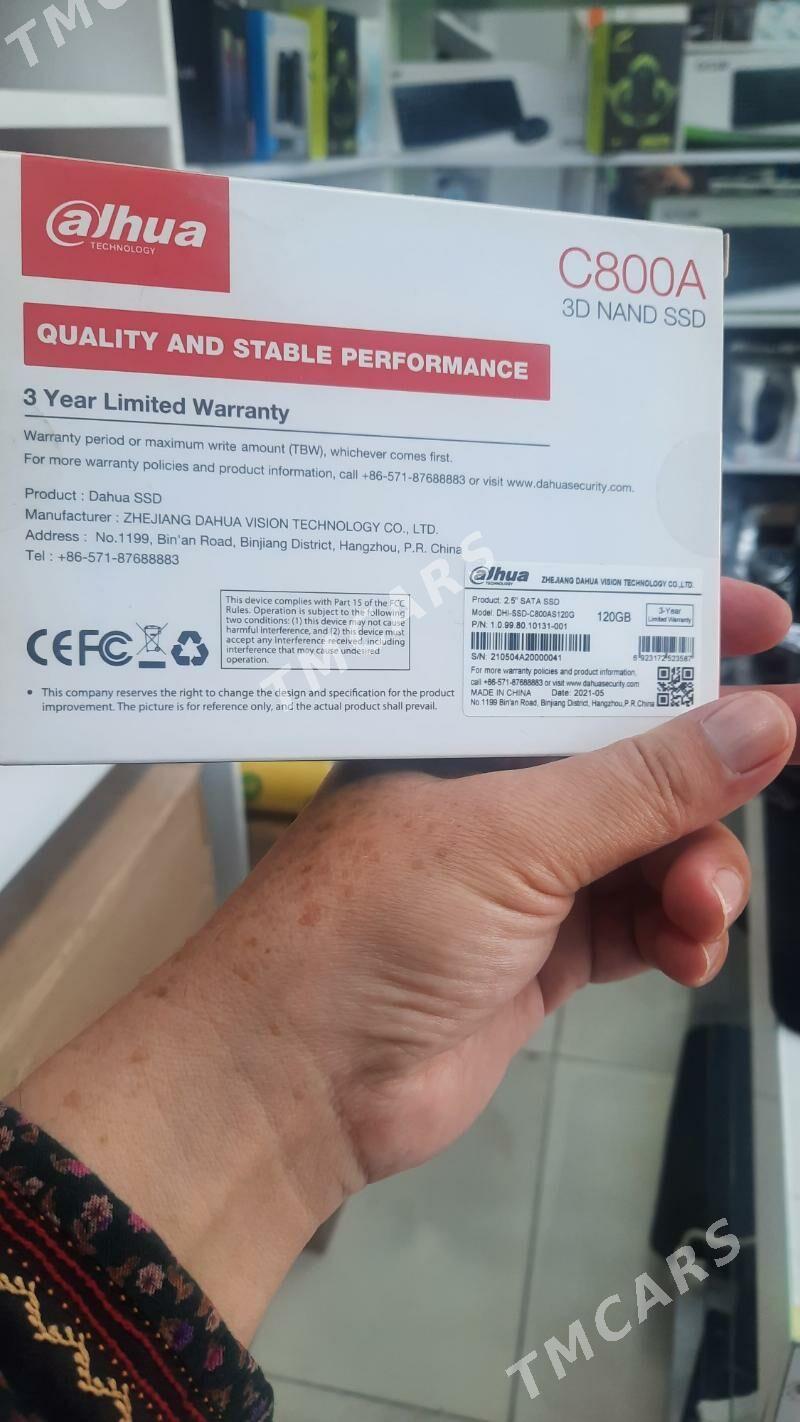 TMC
alhua
TECHNOLOGY
C800A
3D NAND SSD
QUALITY AND STABLE PERFORMANCE
3 Year Limited Warranty
Warranty period or maximum write amount (TBW), whichever comes first.
For more warranty policies and product information, call +86-571-87688883 or visit www.dahuasecurity.com.
Product : Dahua SSD
Manufacturer : ZHEJIANG DAHUA VISION TECHNOLOGY CO., LTD.
Address : No.1199, Bin'an Road, Binjiang District, Hangzhou, P.R. China
Tel : +86-571-87688883
CE FC
This device complies with Part 15 of the FCC
Rules. Operation is subject to the following
two conditions: (1) this device may not cause
harmful interference, and (2) this device must
accept any interference received, including
interference that may cause undesired
operation.
• This company reserves the right to change the design and specification for the product
improvement. The picture is for reference only, and the actual product shall prevail.
alhua
TECHNOLOGY
ZHEJIANG DAHUA VISION TECHNOLOGY CO.,LTD.
Product: 2.5" SATA SSD
Model: DHI-SSD-C800AS120G
120GB
3-Year
Limited Warranty
P/N: 1.0.99.80.10131-001
S/N: 210504A20000041
6 923172 523587
For more warranty policies and product information,
call +86-571-87688883 or visit www.dahuasecurity.com
MADE IN CHINA Date: 2021-05
No.1199 Bin'an Road, Binjiang District, Hangzhou,P.R.China
TMCARS
TMCARS